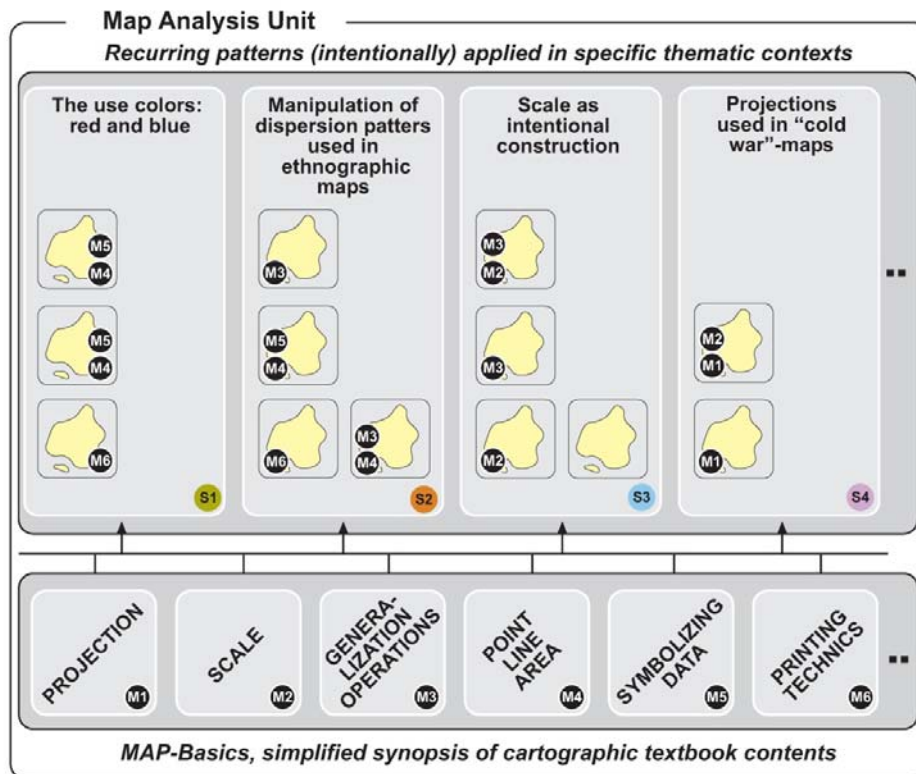 Map Analysis Unit
Recurring patterns (intentionally) applied in specific thematic contexts
The use colors:
red and blue
M5
M4
M5
M4
M6
S1
Manipulation of
dispersion patters
used in
ethnographic
maps
M3
M5
M4
M6
M3
M4
S2
Scale as
intentional
construction
M3
M2
M3
M2
S3
Projections
used in “cold
war”-maps
M2
M1
M1
S4
PROJECTION
M1
SCALE
M2
GENERA-
LIZATION
OPERATIONS
M3
POINT
LINE
AREA
M4
SYMBOLIZING
DATA
M5
PRINTING
TECHNICS
M6
MAP-Basics, simplified synopsis of cartographic textbook contents